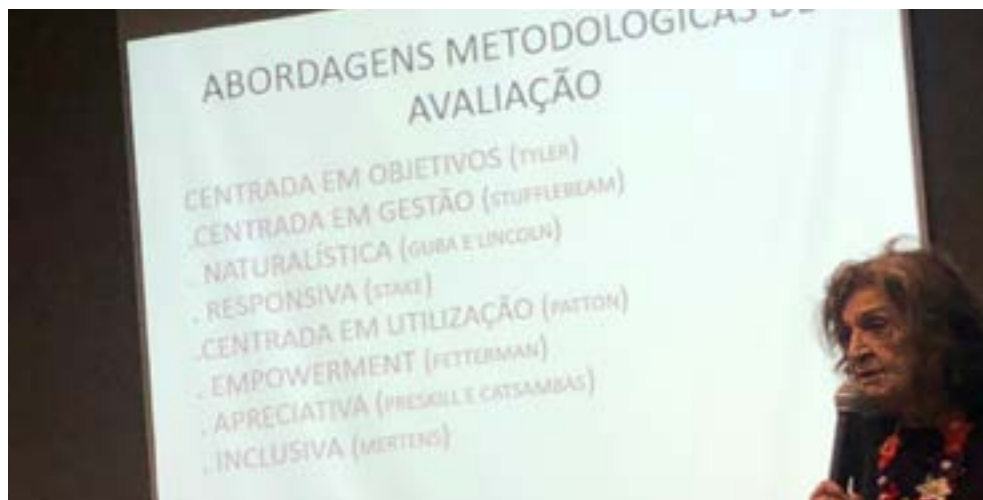 ABORDAGENS METODOLÓGICAS DE
AVALIAÇÃO
CENTRADA EM OBJETIVOS (TYLER)
.CENTRADA EM GESTÃO (STUFFLEBEAM)
. NATURALÍSTICA (GUBA E LINCOLN)
. RESPONSIVA (STAKE)
.CENTRADA EM UTILIZAÇÃO (PATTON)
. EMPOWERMENT (FETTERMAN)
. APRECIATIVA (PRESKILL E CATSAMBAS)
. INCLUSIVA (MERTENS)